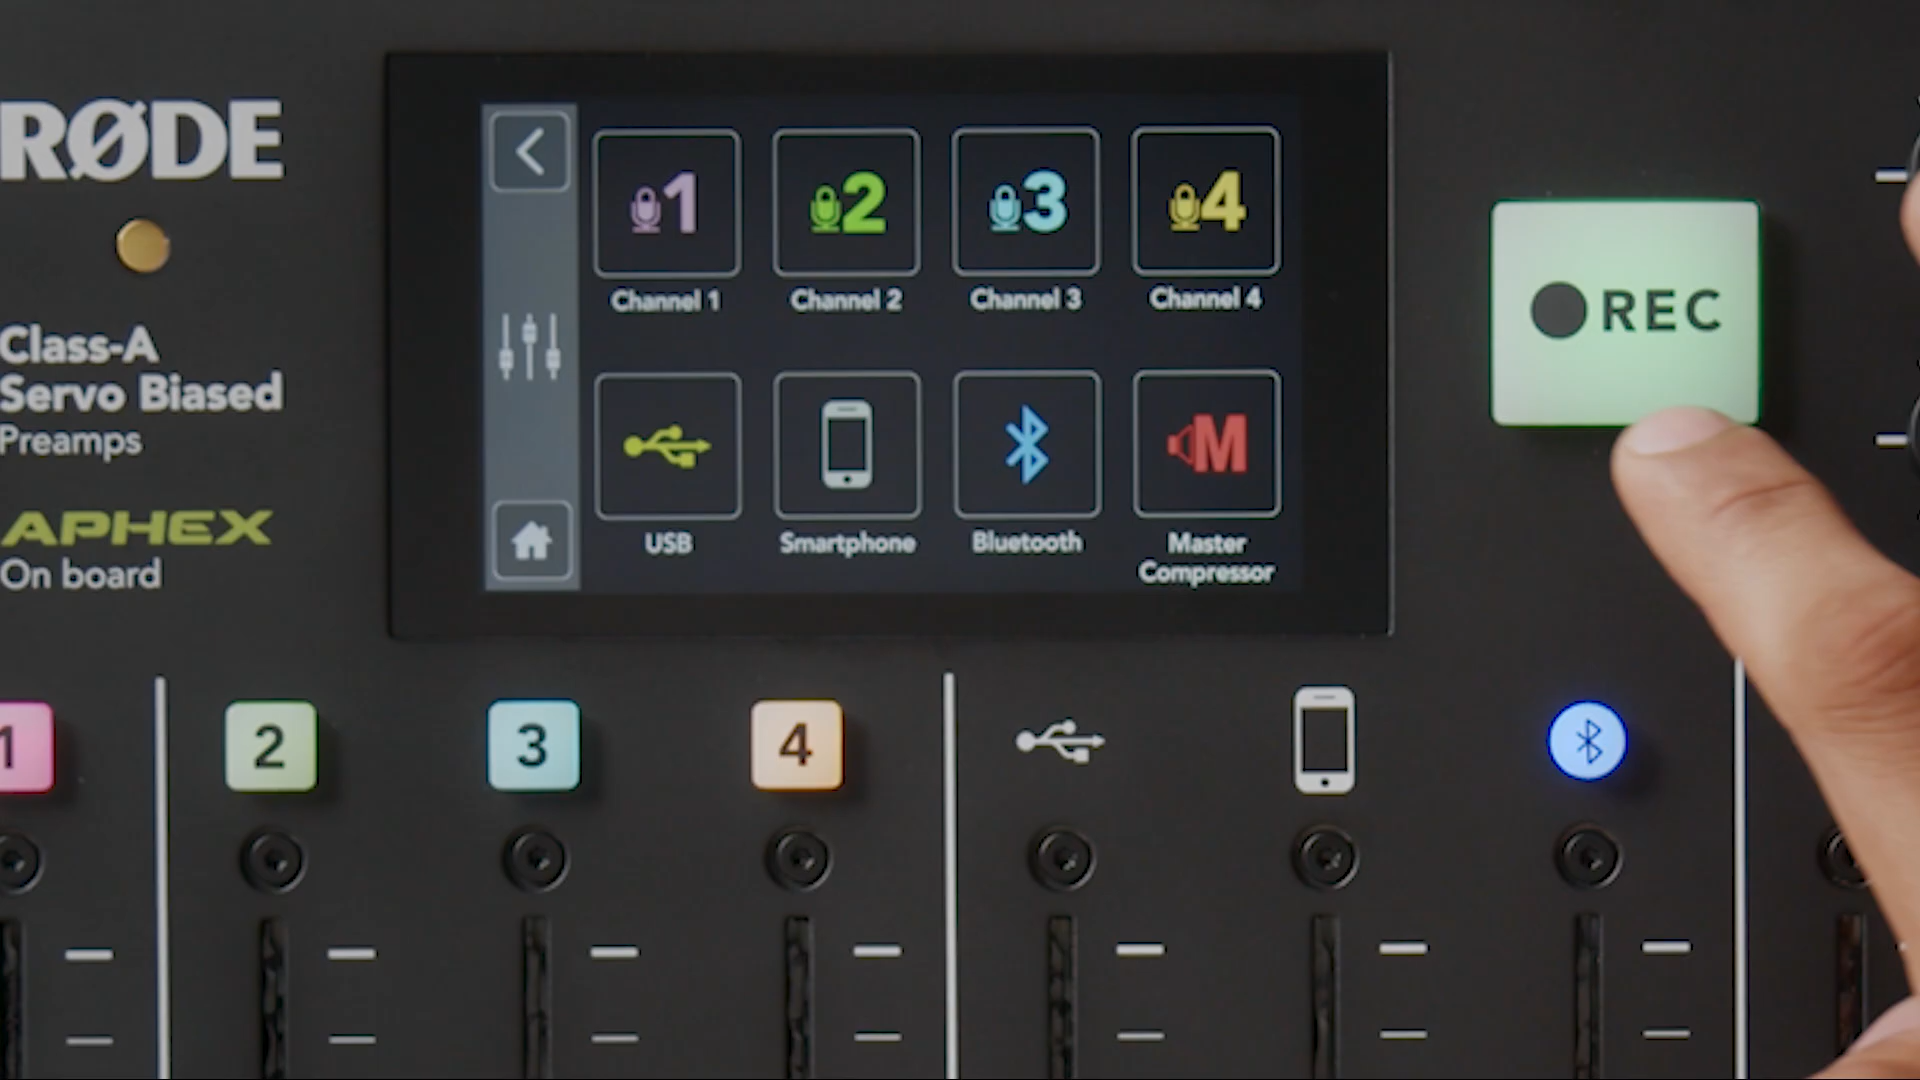 RØDE
Class-A
Servo Biased
Preamps
APHEX
On board
1
2
3
4
Channel 1
Channel 2
Channel 3
Channel 4
M
USB
Smartphone
Bluetooth
Master
Compressor
REC
1
2
3
4